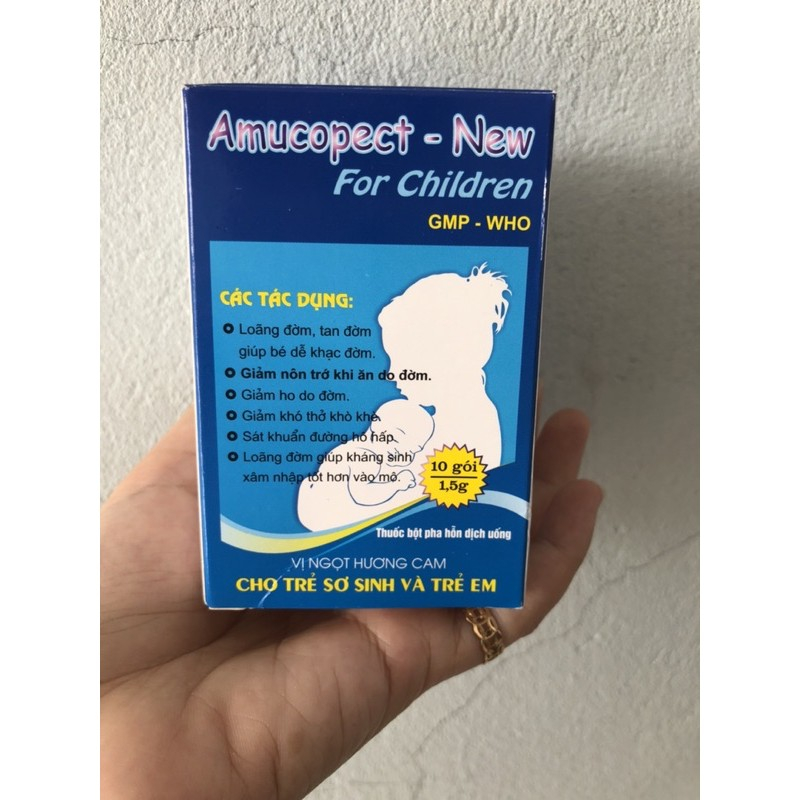 Amucopect - New
For Children
GMP - WHO
CÁC TÁC DỤNG:
Loãng đờm, tan đờm
giúp bé dễ khạc đờm.
Giảm nôn trớ khi ăn do đờm.
Giảm ho do đờm.
Giảm khó thở khò khè.
Sát khuẩn đường hô hấp.
Loãng đờm giúp kháng sinh
xâm nhập tốt hơn vào mô.
10 gói
1,5g
Thuốc bột pha hỗn dịch uống
VỊ NGỌT HƯƠNG CAM
CHO TRẺ SƠ SINH VÀ TRẺ EM